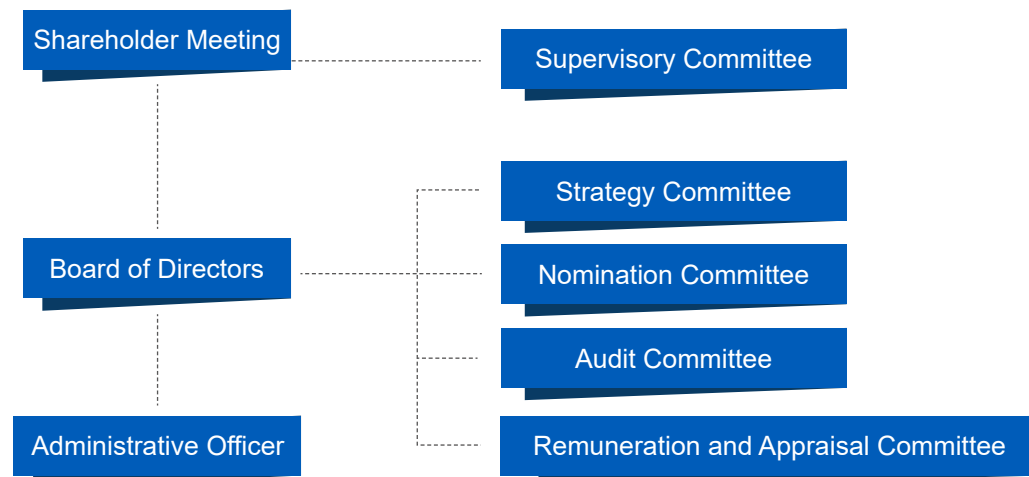 Shareholder Meeting
Supervisory Committee
Strategy Committee
Board of Directors
Nomination Committee
Audit Committee
Administrative Officer
Remuneration and Appraisal Committee